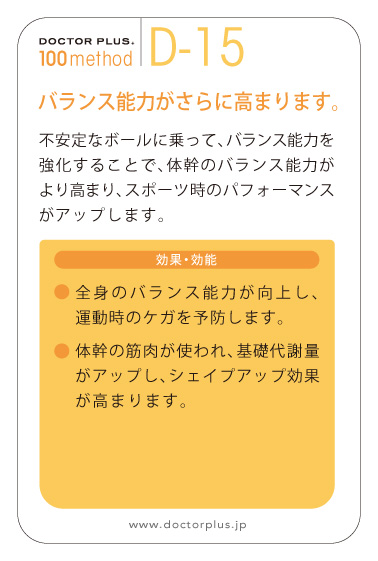 DOCTOR PLUS®
100method
D-15
バランス能力がさらに高まります。
不安定なボールに乗って、バランス能力を
強化することで、体幹のバランス能力が
より高まり、スポーツ時のパフォーマンス
がアップします。
効果・効能
● 全身のバランス能力が向上し、
運動時のケガを予防します。
● 体幹の筋肉が使われ、基礎代謝量
がアップし、シェイプアップ効果
が高まります。
www.doctorplus.jp